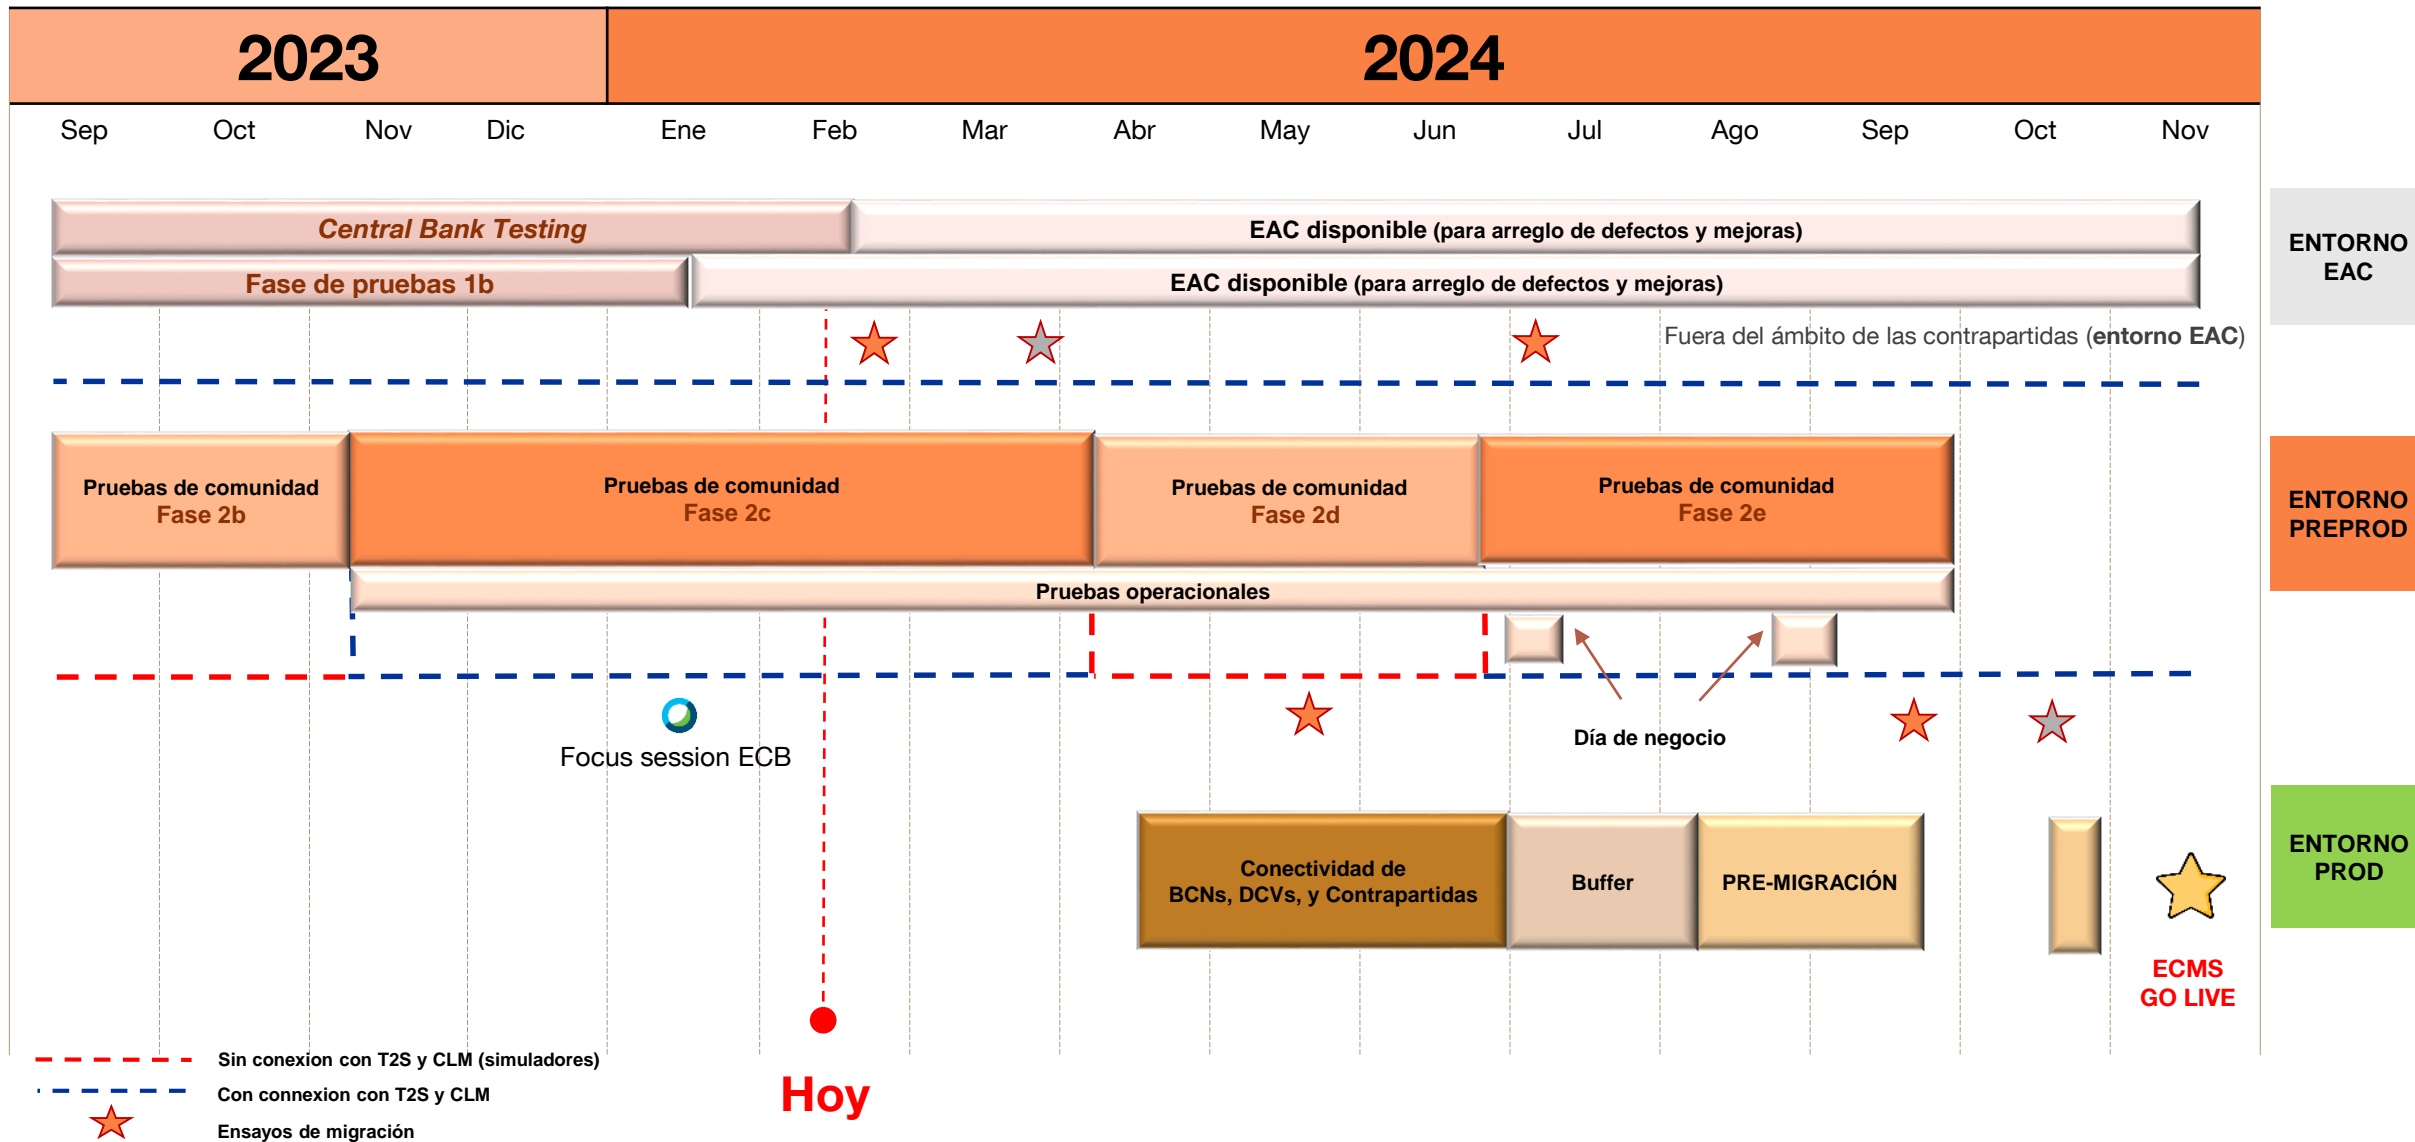 2023
2024
Sep
Oct
Nov
Dic
Ene
Feb
Mar
Abr
May
Jun
Jul
Ago
Sep
Oct
Nov
Central Bank Testing
EAC disponible (para arreglo de defectos y mejoras)
Fase de pruebas 1b
EAC disponible (para arreglo de defectos y mejoras)
ENTORNO
EAC
Fuera del ámbito de las contrapartidas (entorno EAC)
Pruebas de comunidad
Fase 2b
Pruebas de comunidad
Fase 2c
Pruebas de comunidad
Fase 2d
Pruebas de comunidad
Fase 2e
ENTORNO
PREPROD
Pruebas operacionales
Focus session ECB
Día de negocio
Conectividad de
BCNs, DCVs, y Contrapartidas
Buffer
PRE-MIGRACIÓN
ENTORNO
PROD
ECMS
GO LIVE
Hoy
Sin conexion con T2S y CLM (simuladores)
Con connexion con T2S y CLM
Ensayos de migración